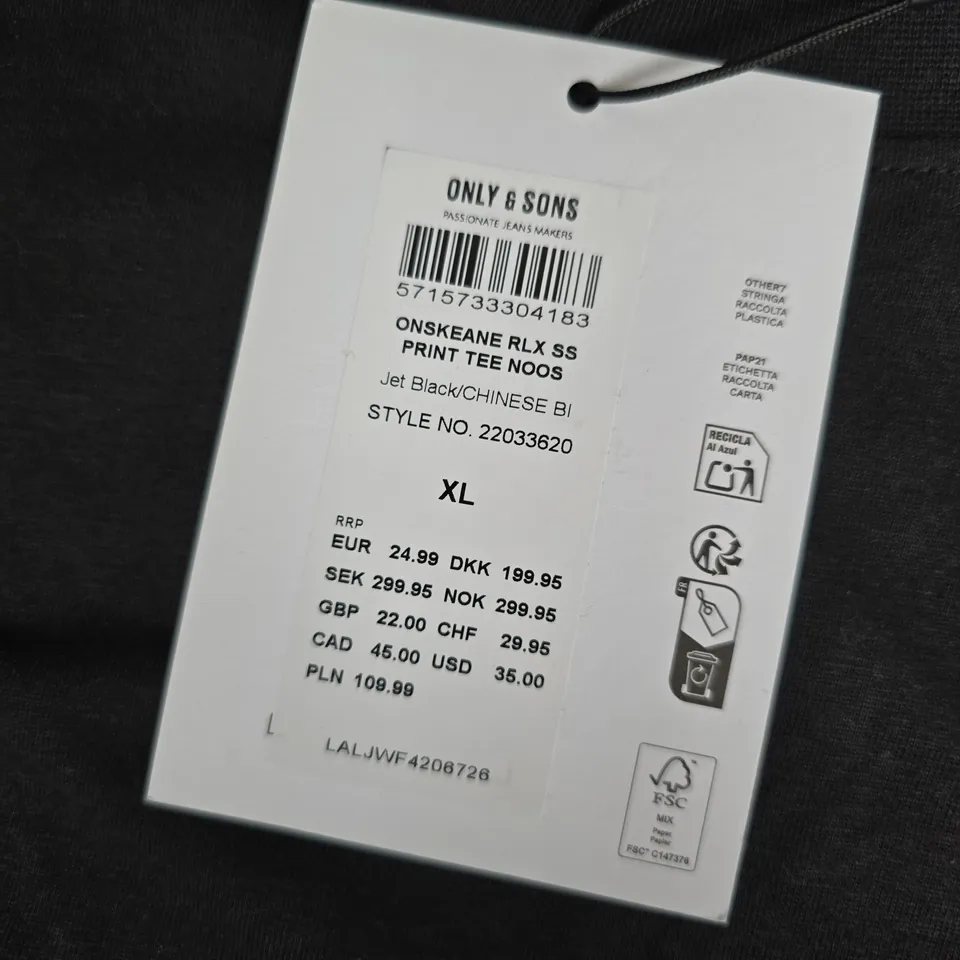 ONLY & SONS
PASSIONATE JEANS MAKERS
5715733304183
ONSKEANE RLX SS
PRINT TEE NOOS
Jet Black/CHINESE BI
STYLE NO. 22033620
XL
RRP
EUR 24.99 DKK 199.95
SEK 299.95 NOK 299.95
GBP 22.00 CHF 29.95
CAD 45.00 USD 35.00
PLN 109.99
LALJWF4206726
OTHER7
STRINGA
RACCOLTA
PLASTICA
PAP21
ETICHETTA
RACCOLTA
CARTA
RECICLA
Al Azul
FR
FSC
MIX
Paper
Papier
FSC® C147376